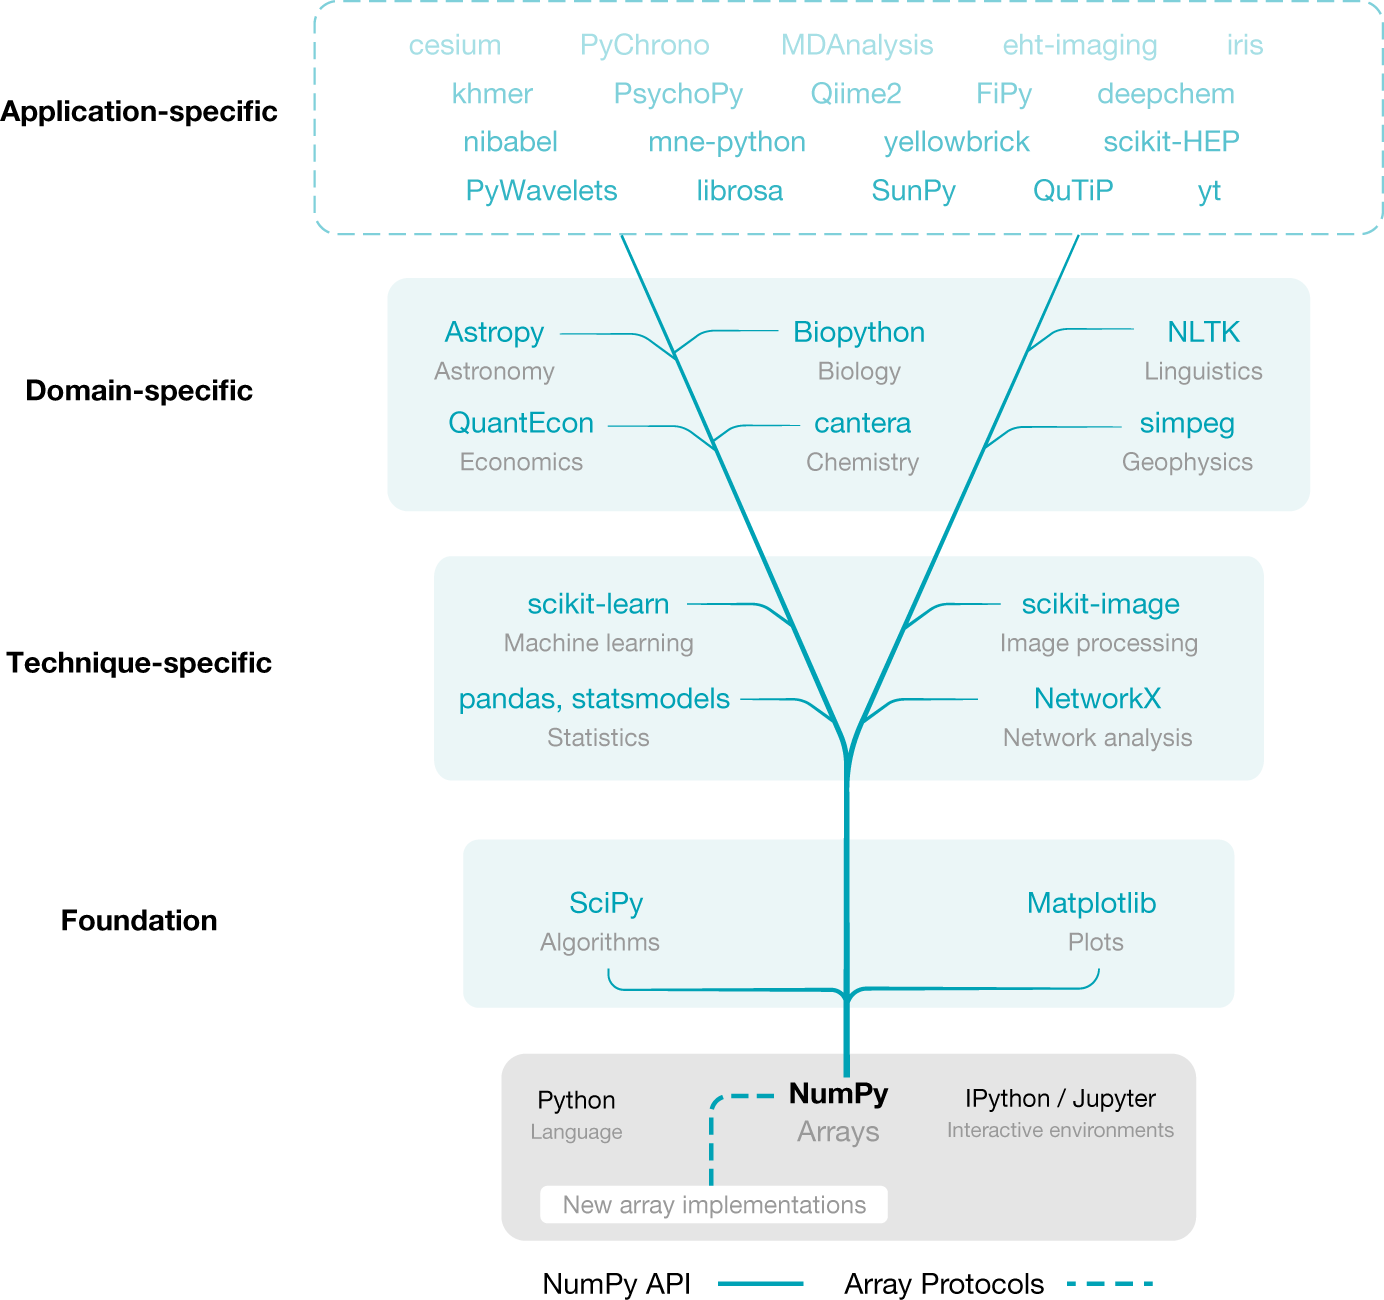 cesium PyChrono MDAnalysis eht-imaging iris
Application-specific
khmer PsychoPy Qiime2 FiPy deepchem
nibabel mne-python yellowbrick scikit-HEP
PyWavelets librosa SunPy QuTiP yt
Domain-specific
Astropy Biopython NLTK
Astronomy Biology Linguistics
QuantEcon cantera simpeg
Economics Chemistry Geophysics
Technique-specific
scikit-learn scikit-image
Machine learning Image processing
pandas, statsmodels NetworkX
Statistics Network analysis
Foundation
SciPy Matplotlib
Algorithms Plots
Python NumPy IPython / Jupyter
Language Arrays Interactive environments
New array implementations
NumPy API Array Protocols